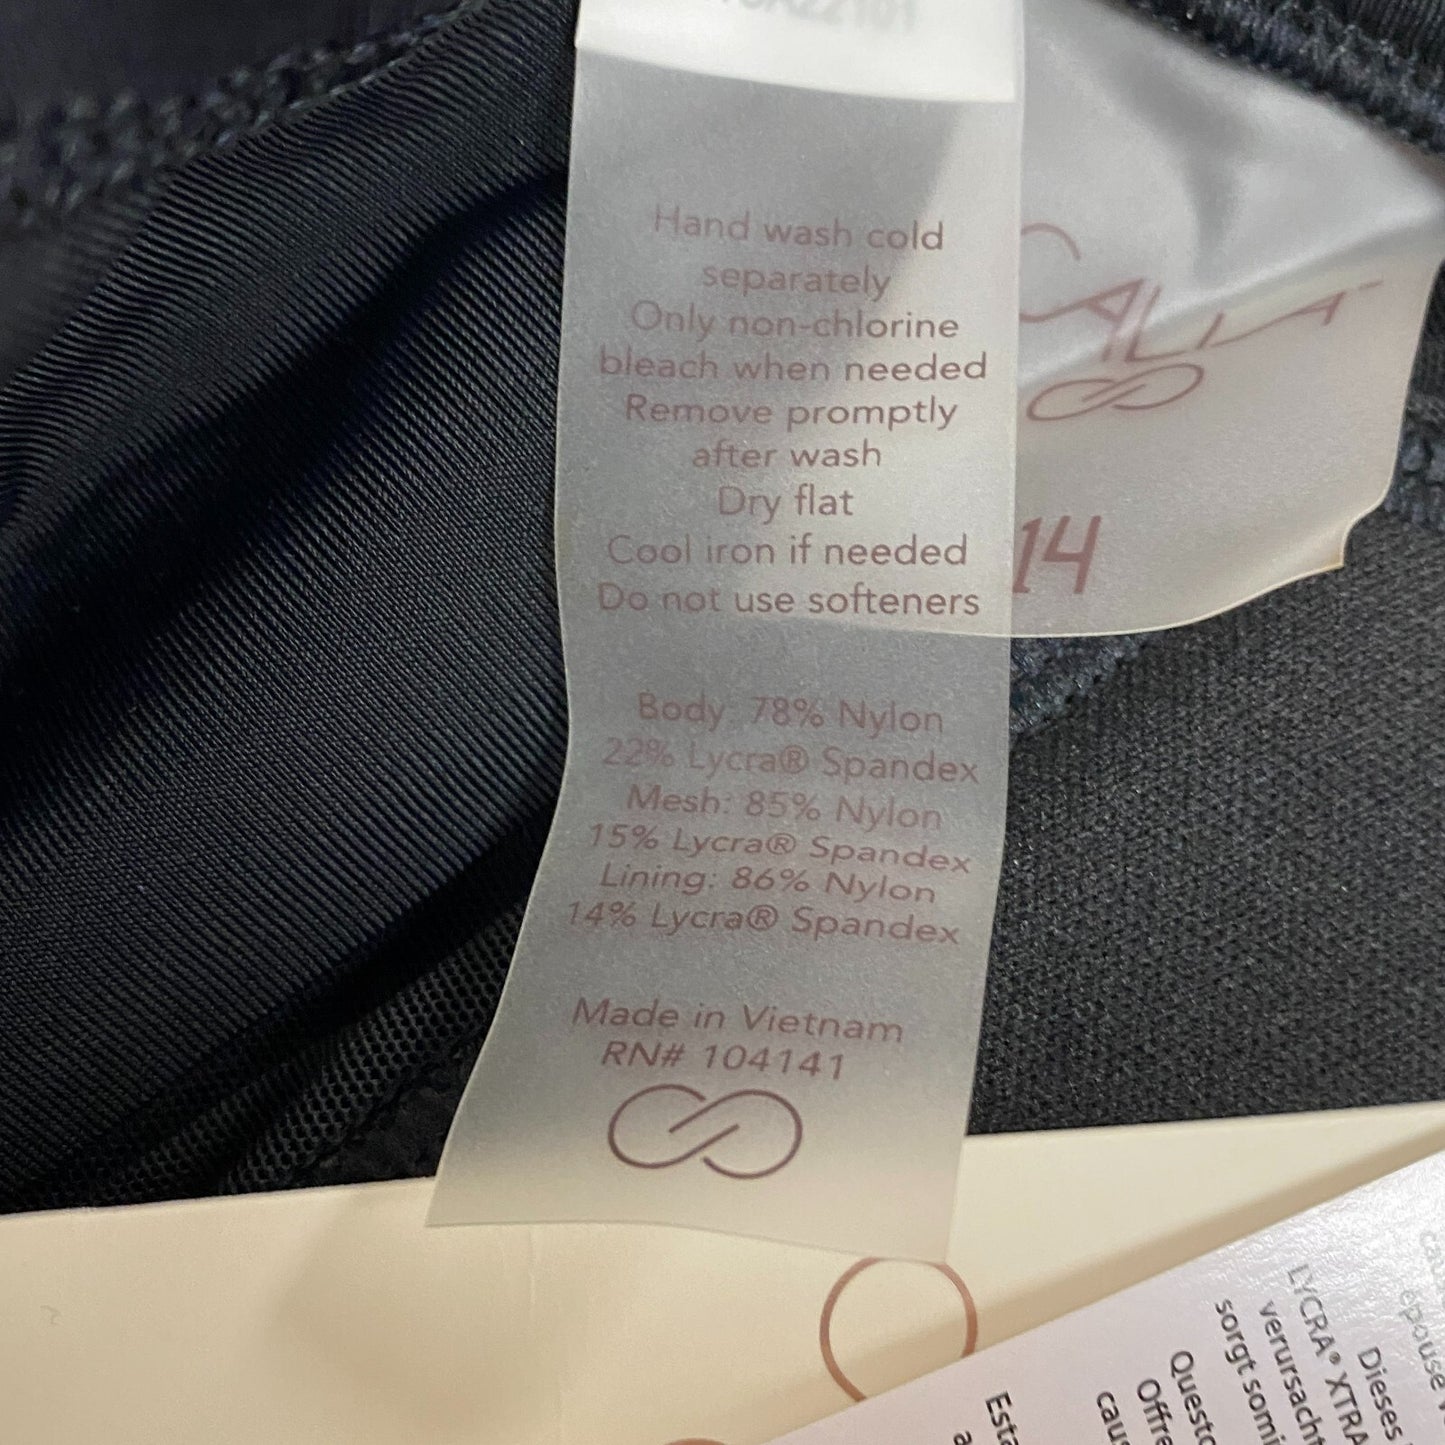 Hand wash cold
separately
Only non-chlorine
bleach when needed
Remove promptly
after wash
Dry flat
Cool iron if needed
Do not use softeners
Body: 78% Nylon
22% Lycra® Spandex
Mesh: 85% Nylon
15% Lycra® Spandex
Lining: 86% Nylon
14% Lycra® Spandex
Made in Vietnam
RN# 104141
CALIA™
14
épouse
Dieses
LYCRA® XTRA
verursacht
sorgt somi
Questo
Offre
cau
Esta
a